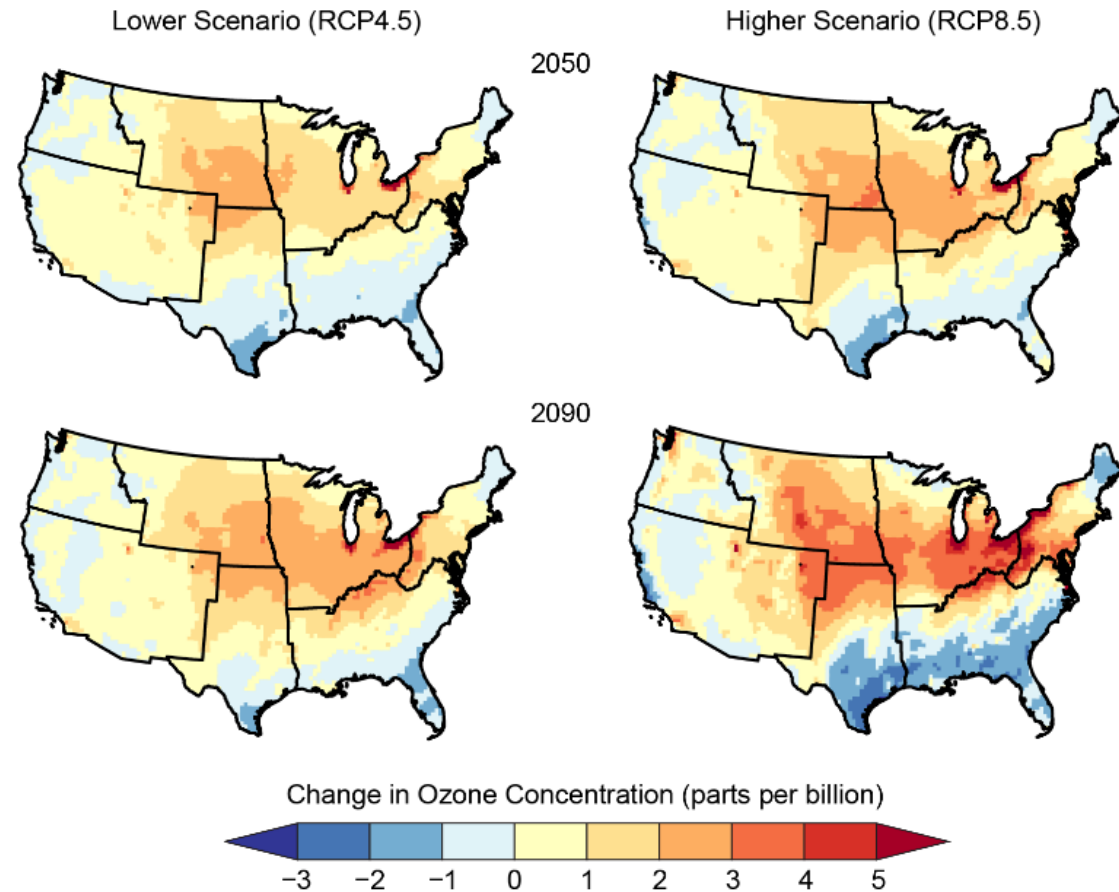 Lower Scenario (RCP4.5)
Higher Scenario (RCP8.5)
2050
2090
Change in Ozone Concentration (parts per billion)
−3 −2 −1 0 1 2 3 4 5